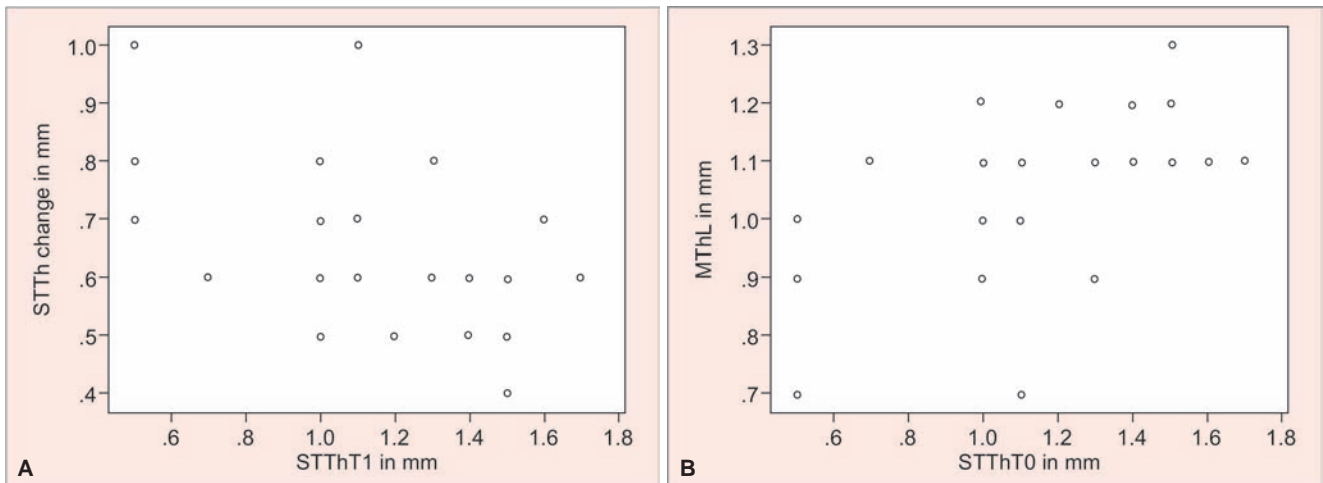 1.0
.9
.8
.7
.6
.5
.4
STTh change in mm
.6 .8 1.0 1.2 1.4 1.6 1.8
STThT1 in mm
A
1.3
1.2
1.1
1.0
.9
.8
.7
MThL in mm
.6 .8 1.0 1.2 1.4 1.6 1.8
STThT0 in mm
B